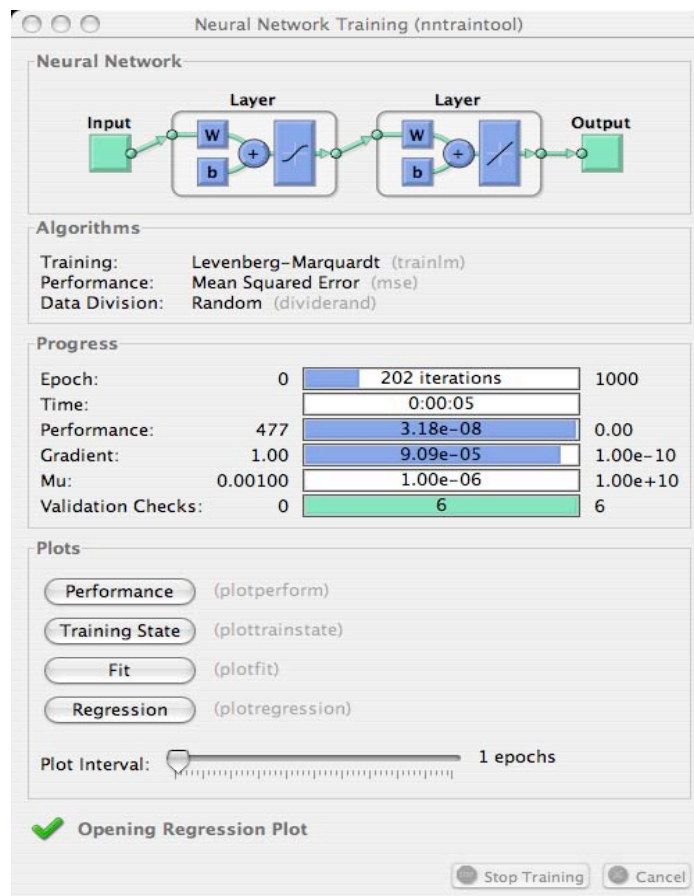 Neural Network Training (nntraintool)
Neural Network
Layer Layer
Input Output
W W
+ +
b b
Algorithms
Training: Levenberg-Marquardt (trainlm)
Performance: Mean Squared Error (mse)
Data Division: Random (dividerand)
Progress
Epoch: 0 202 iterations 1000
Time: 0:00:05
Performance: 477 3.18e-08 0.00
Gradient: 1.00 9.09e-05 1.00e-10
Mu: 0.00100 1.00e-06 1.00e+10
Validation Checks: 0 6 6
Plots
Performance (plotperform)
Training State (plottrainstate)
Fit (plotfit)
Regression (plotregression)
Plot Interval: 1 epochs
Opening Regression Plot
Stop Training Cancel